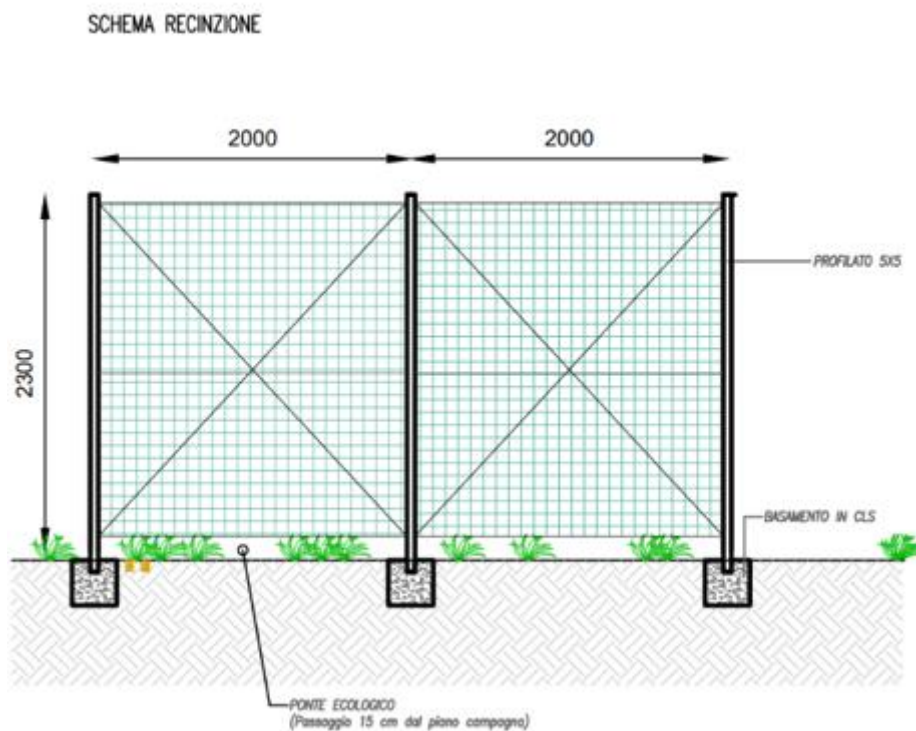 SCHEMA RECINZIONE
2000
2000
2300
PROFILATO 5X5
BASAMENTO IN CLS
PONTE ECOLOGICO
(Passaggio 15 cm dal piano campagna)